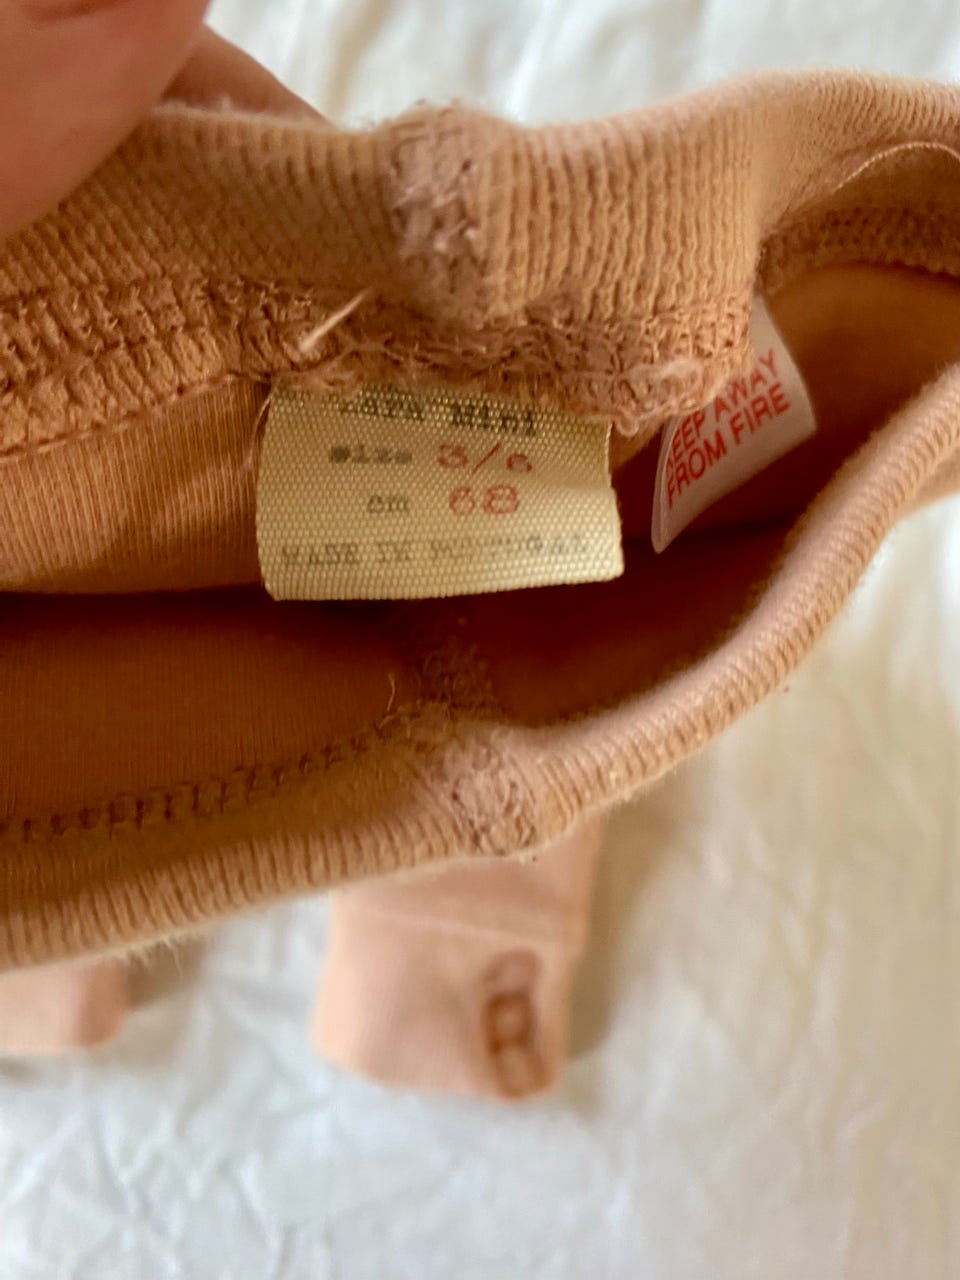 ZARA Mini
size 3/6
cm 68
MADE IN PORTUGAL
KEEP AWAY
FROM FIRE